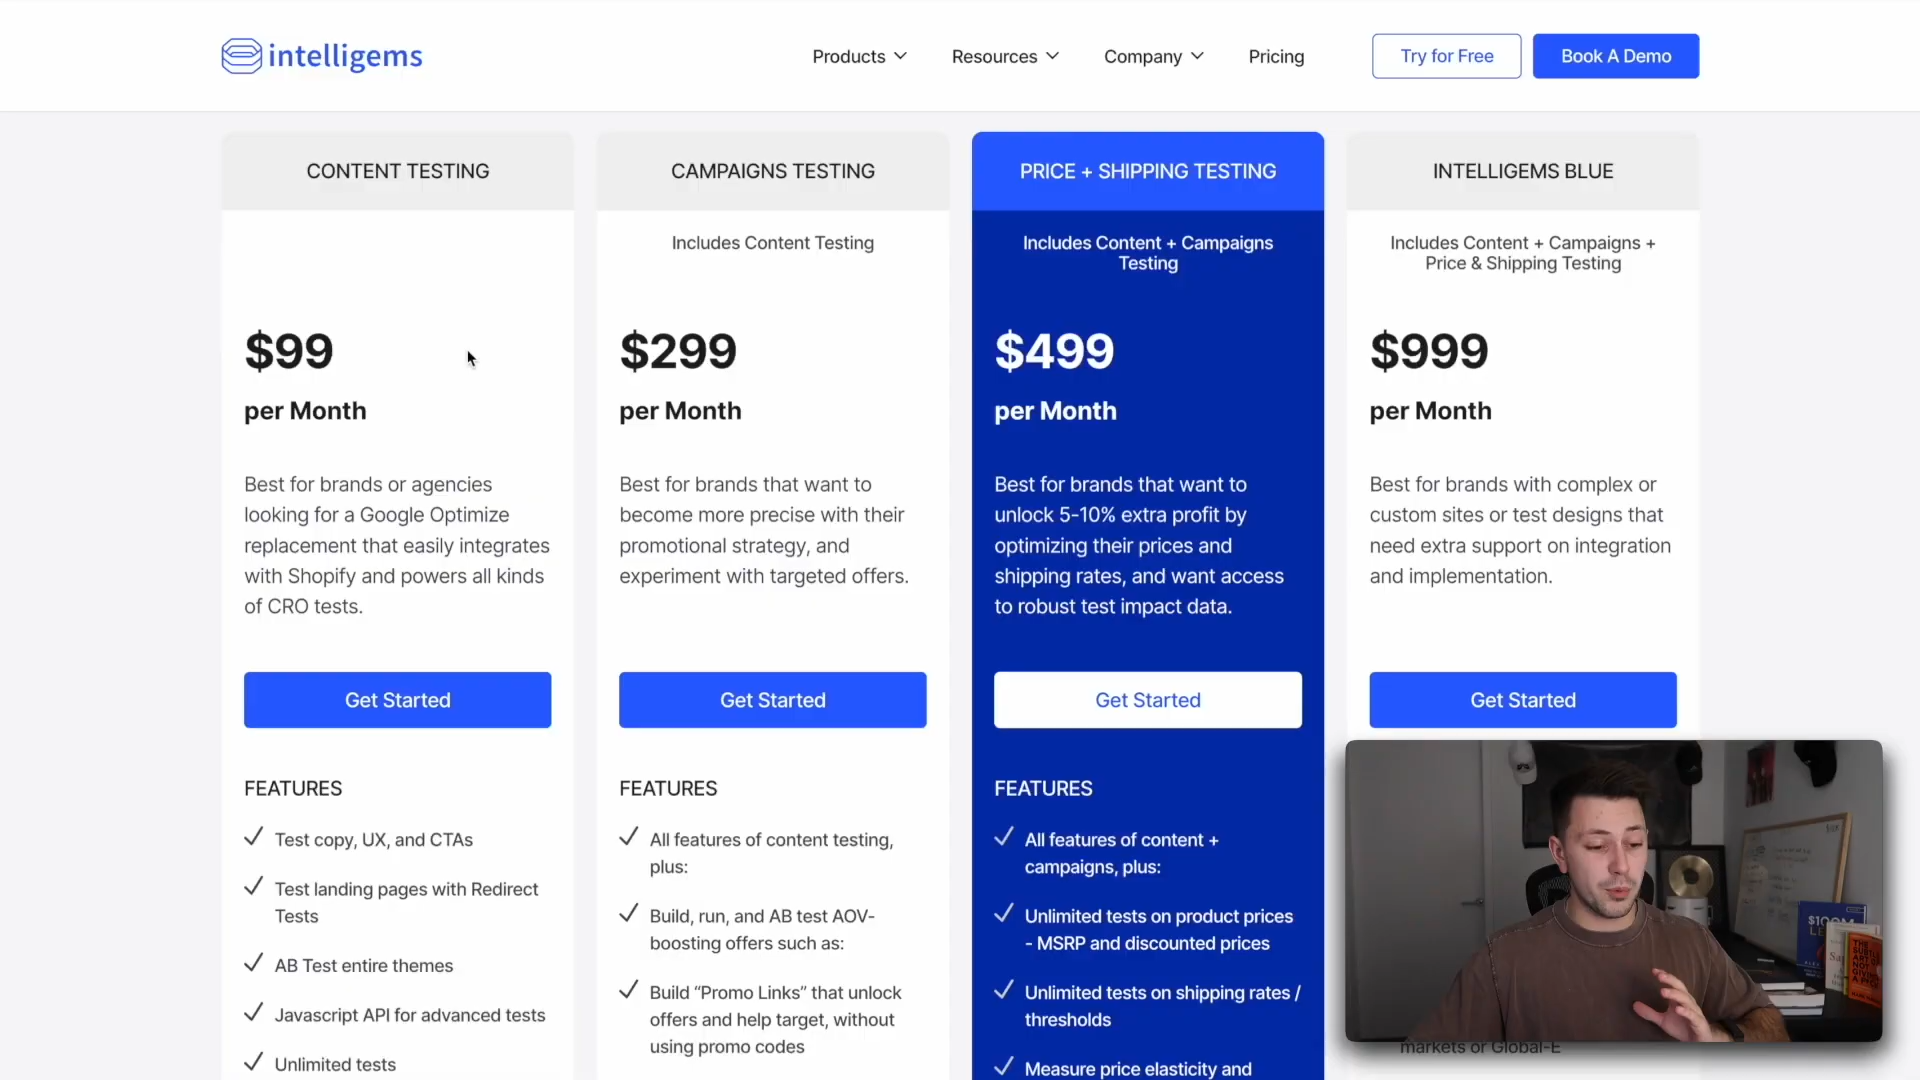 intelligems
Products
Resources
Company
Pricing
Try for Free
Book A Demo
CONTENT TESTING
$99
per Month
Best for brands or agencies
looking for a Google Optimize
replacement that easily integrates
with Shopify and powers all kinds
of CRO tests.
Get Started
FEATURES
Test copy, UX, and CTAs
Test landing pages with Redirect
Tests
AB Test entire themes
Javascript API for advanced tests
Unlimited tests
CAMPAIGNS TESTING
Includes Content Testing
$299
per Month
Best for brands that want to
become more precise with their
promotional strategy, and
experiment with targeted offers.
Get Started
FEATURES
All features of content testing,
plus:
Build, run, and AB test AOV-
boosting offers such as:
Build “Promo Links” that unlock
offers and help target, without
using promo codes
PRICE + SHIPPING TESTING
Includes Content + Campaigns
Testing
$499
per Month
Best for brands that want to
unlock 5-10% extra profit by
optimizing their prices and
shipping rates, and want access
to robust test impact data.
Get Started
FEATURES
All features of content +
campaigns, plus:
Unlimited tests on product prices
- MSRP and discounted prices
Unlimited tests on shipping rates /
thresholds
Measure price elasticity and
INTELLIGEMS BLUE
Includes Content + Campaigns +
Price & Shipping Testing
$999
per Month
Best for brands with complex or
custom sites or test designs that
need extra support on integration
and implementation.
Get Started
markets or Global-E
$100M
THE
SUBTLE
ART OF
NOT
GIVING